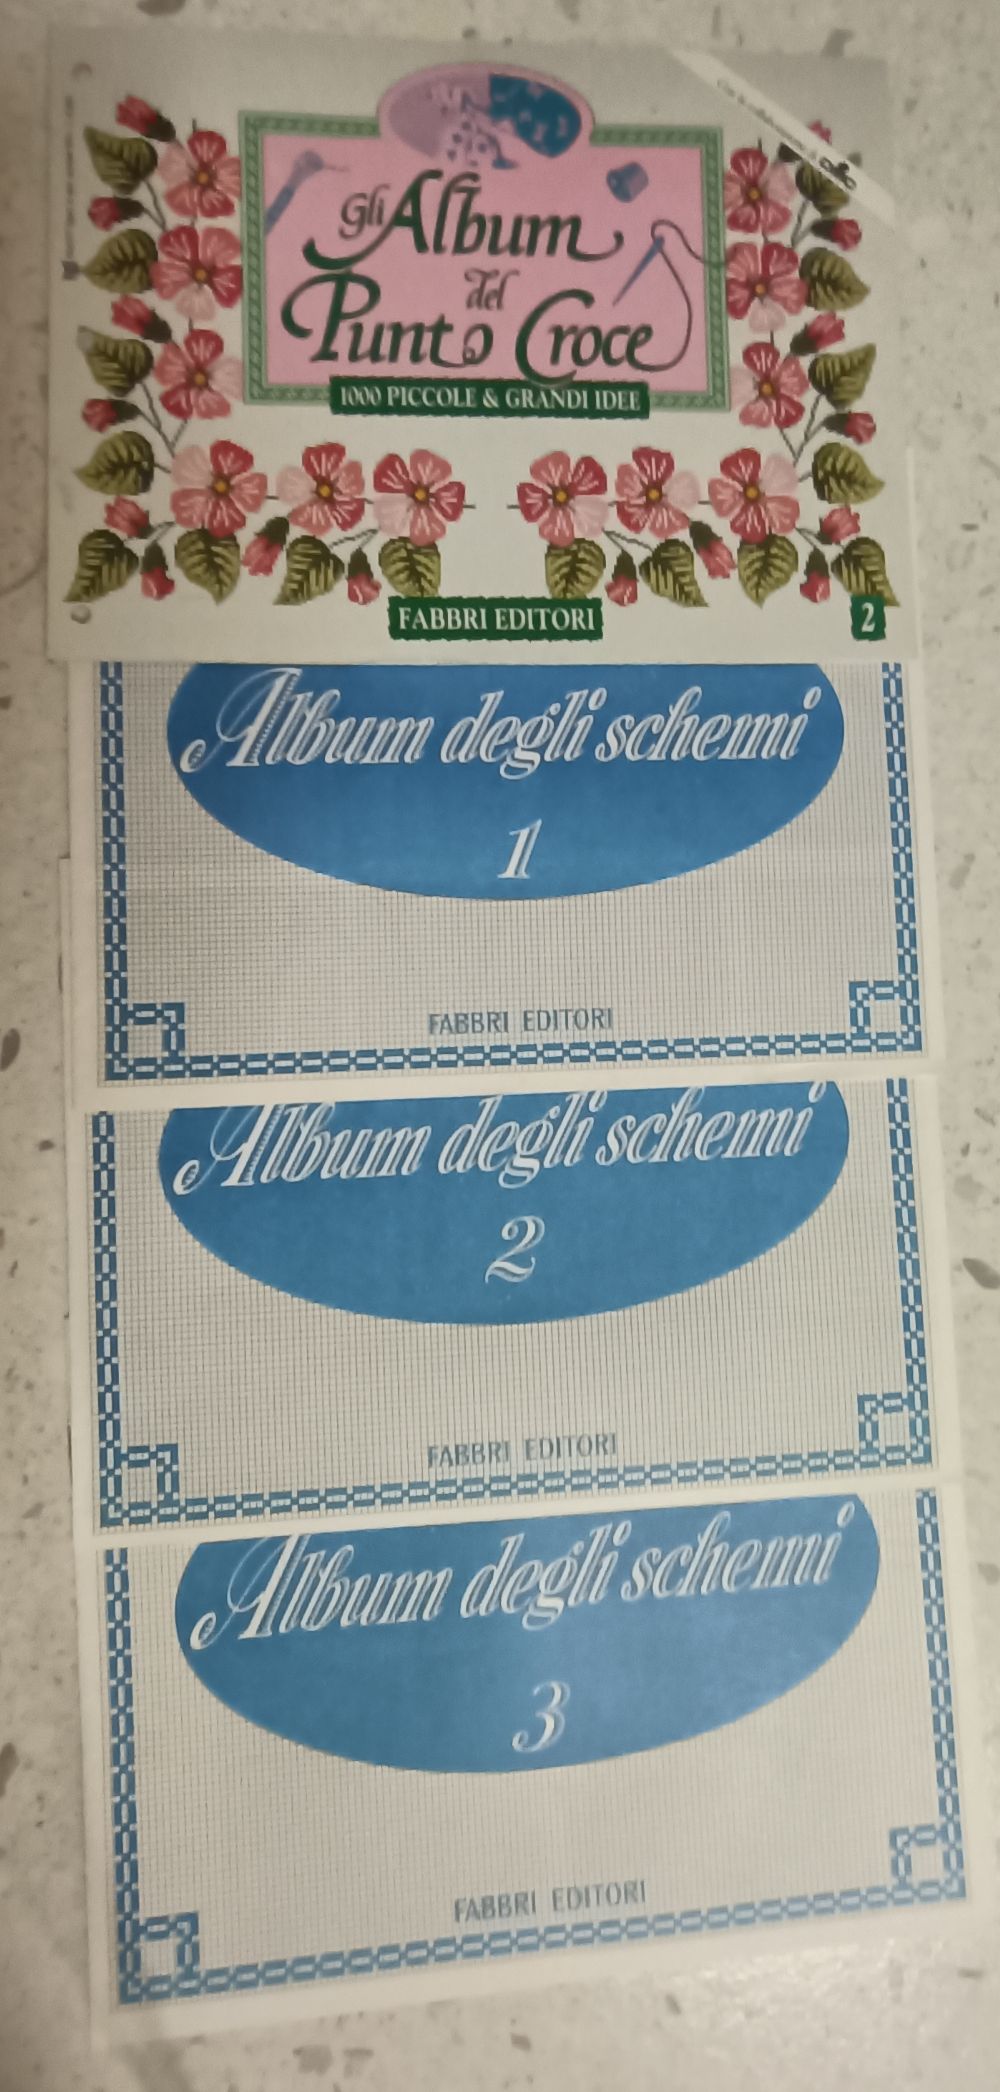 Gli Album
del
Punto Croce
1000 PICCOLE & GRANDI IDEE
FABBRI EDITORI
2
Album degli schemi
1
FABBRI EDITORI
Album degli schemi
2
FABBRI EDITORI
Album degli schemi
3
FABBRI EDITORI